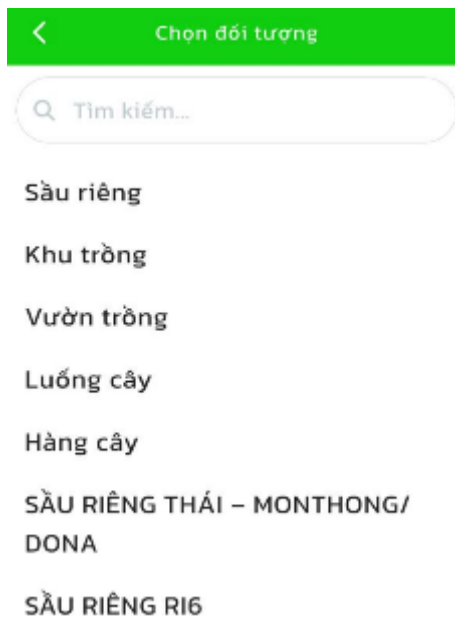 Chọn đối tượng
Tìm kiếm...
Sầu riêng
Khu trồng
Vườn trồng
Luống cây
Hàng cây
SẦU RIÊNG THÁI – MONTHONG/
DONA
SẦU RIÊNG RI6